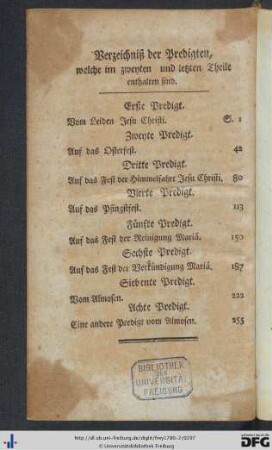 Verzeichniß der Predigten,
welche im zweyten und letzten Theile
enthalten sind.
Erste Predigt.
Vom Leiden Jesu Christi. S. 1
Zweyte Predigt.
Auf das Osterfest. 42
Dritte Predigt.
Auf das Fest der Himmelfahrt Jesu Christi. 80
Vierte Predigt.
Auf das Pfingstfest. 113
Fünfte Predigt.
Auf das Fest der Reinigung Mariä. 150
Sechste Predigt.
Auf das Fest der Verkündigung Mariä. 187
Siebente Predigt.
Vom Almosen. 222
Achte Predigt.
Eine andere Predigt vom Almosen. 255
BIBLIOTHEK
DER
UNIVERSITÄT
FREIBURG
© Universitätsbibliothek Freiburg